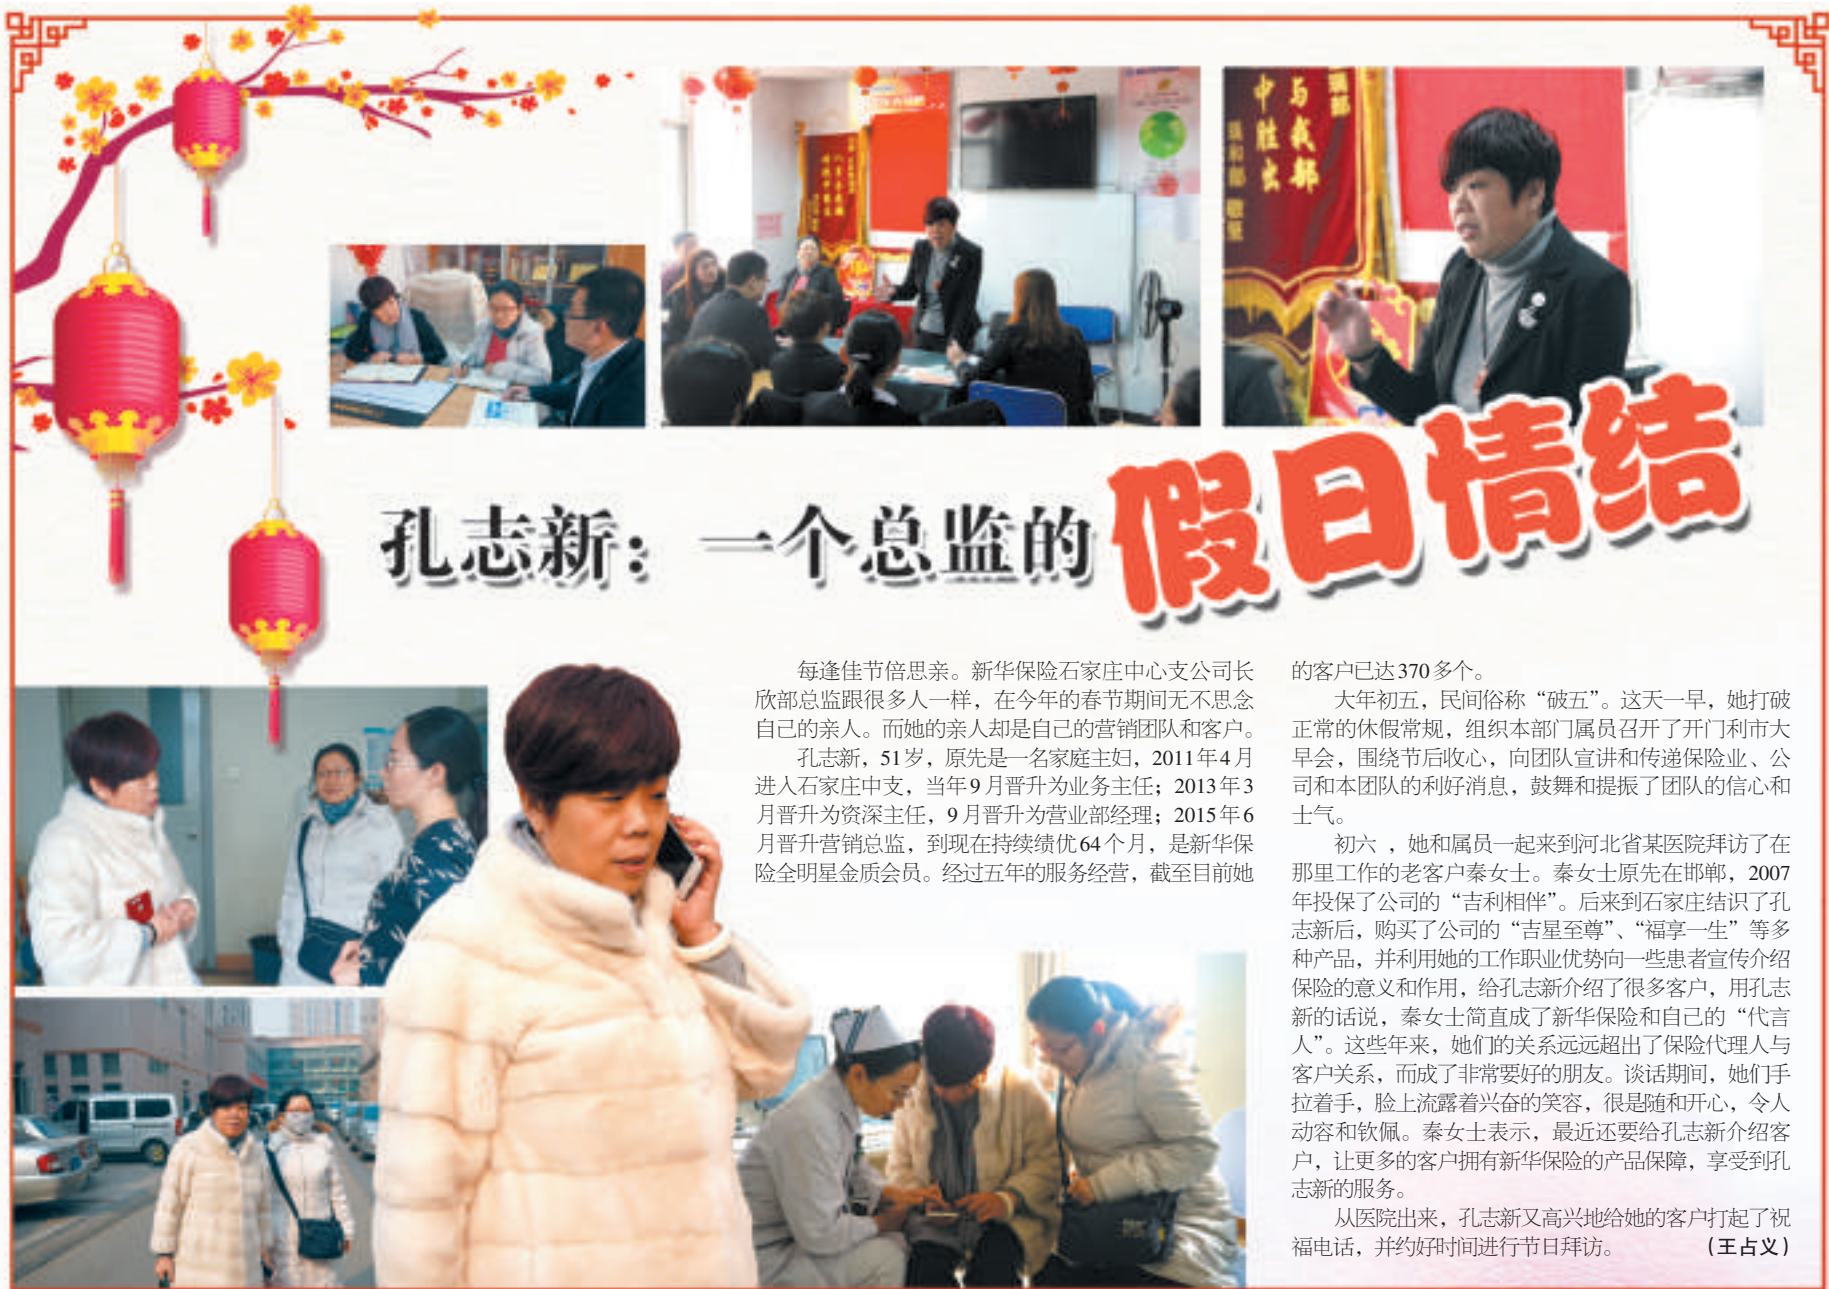 孔志新：一个总监的假日情结
与我部
中胜出
每逢佳节倍思亲。新华保险石家庄中心支公司长
欣部总监跟很多人一样，在今年的春节期间无不思念
自己的亲人。而她的亲人却是自己的营销团队和客户。
孔志新，51岁，原先是一名家庭主妇，2011年4月
进入石家庄中支，当年9月晋升为业务主任；2013年3
月晋升为资深主任，9月晋升为营业部经理；2015年6
月晋升营销总监，到现在持续绩优64个月，是新华保
险全明星金质会员。经过五年的服务经营，截至目前她
的客户已达370多个。
大年初五，民间俗称“破五”。这天一早，她打破
正常的休假常规，组织本部门属员召开了开门利市大
早会，围绕节后收心，向团队宣讲和传递保险业、公
司和本团队的利好消息，鼓舞和提振了团队的信心和
士气。
初六 ，她和属员一起来到河北省某医院拜访了在
那里工作的老客户秦女士。秦女士原先在邯郸，2007
年投保了公司的“吉利相伴”。后来到石家庄结识了孔
志新后，购买了公司的“吉星至尊”、“福享一生”等多
种产品，并利用她的工作职业优势向一些患者宣传介绍
保险的意义和作用，给孔志新介绍了很多客户，用孔志
新的话说，秦女士简直成了新华保险和自己的“代言
人”。这些年来，她们的关系远远超出了保险代理人与
客户关系，而成了非常要好的朋友。谈话期间，她们手
拉着手，脸上流露着兴奋的笑容，很是随和开心，令人
动容和钦佩。秦女士表示，最近还要给孔志新介绍客
户，让更多的客户拥有新华保险的产品保障，享受到孔
志新的服务。
从医院出来，孔志新又高兴地给她的客户打起了祝
福电话，并约好时间进行节日拜访。 （王占义）